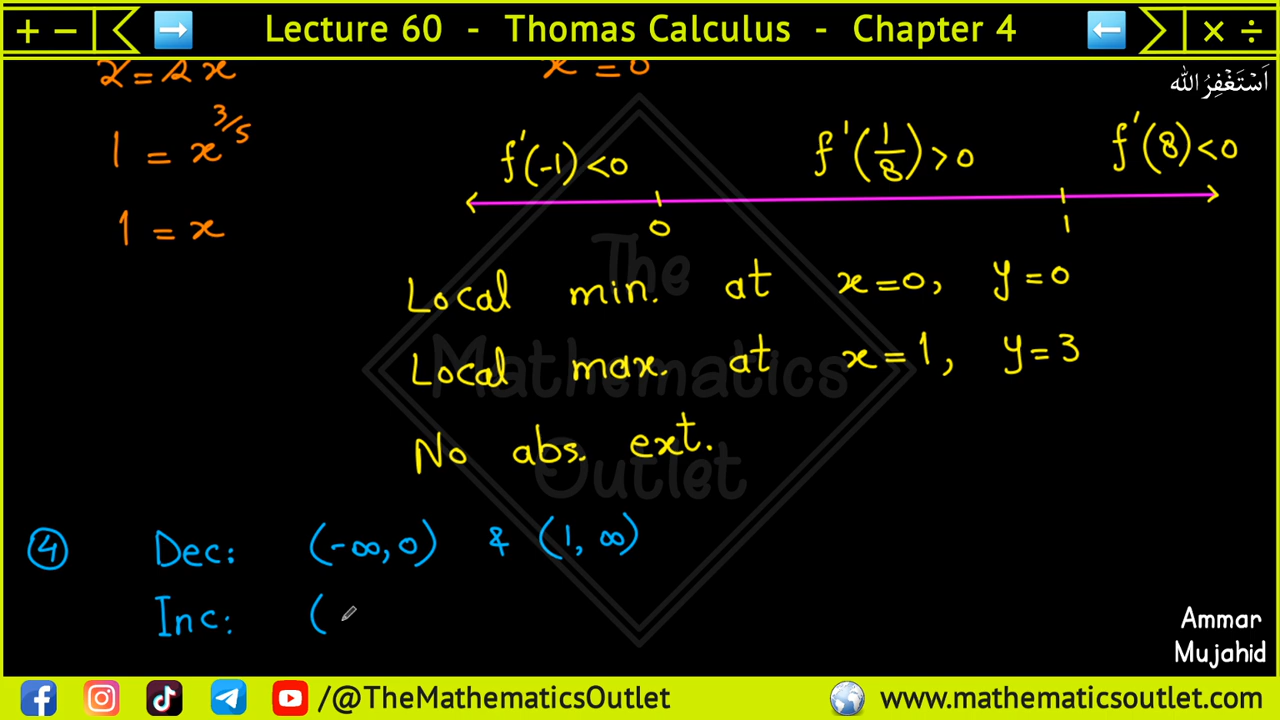 + − Lecture 60 - Thomas Calculus - Chapter 4 × ÷
2 = 2x
x = 0
اَسْتَغْفِرُ اللّٰه
1 = x^3/5
f'(-1) < 0 f'(1/8) > 0 f'(8) < 0
0 1
1 = x
Local min. at x=0, y=0
Local max. at x=1, y=3
No abs. ext.
④ Dec: (-∞,0) & (1, ∞)
Inc: (
The
Mathematics
Outlet
Ammar
Mujahid
/@TheMathematicsOutlet www.mathematicsoutlet.com